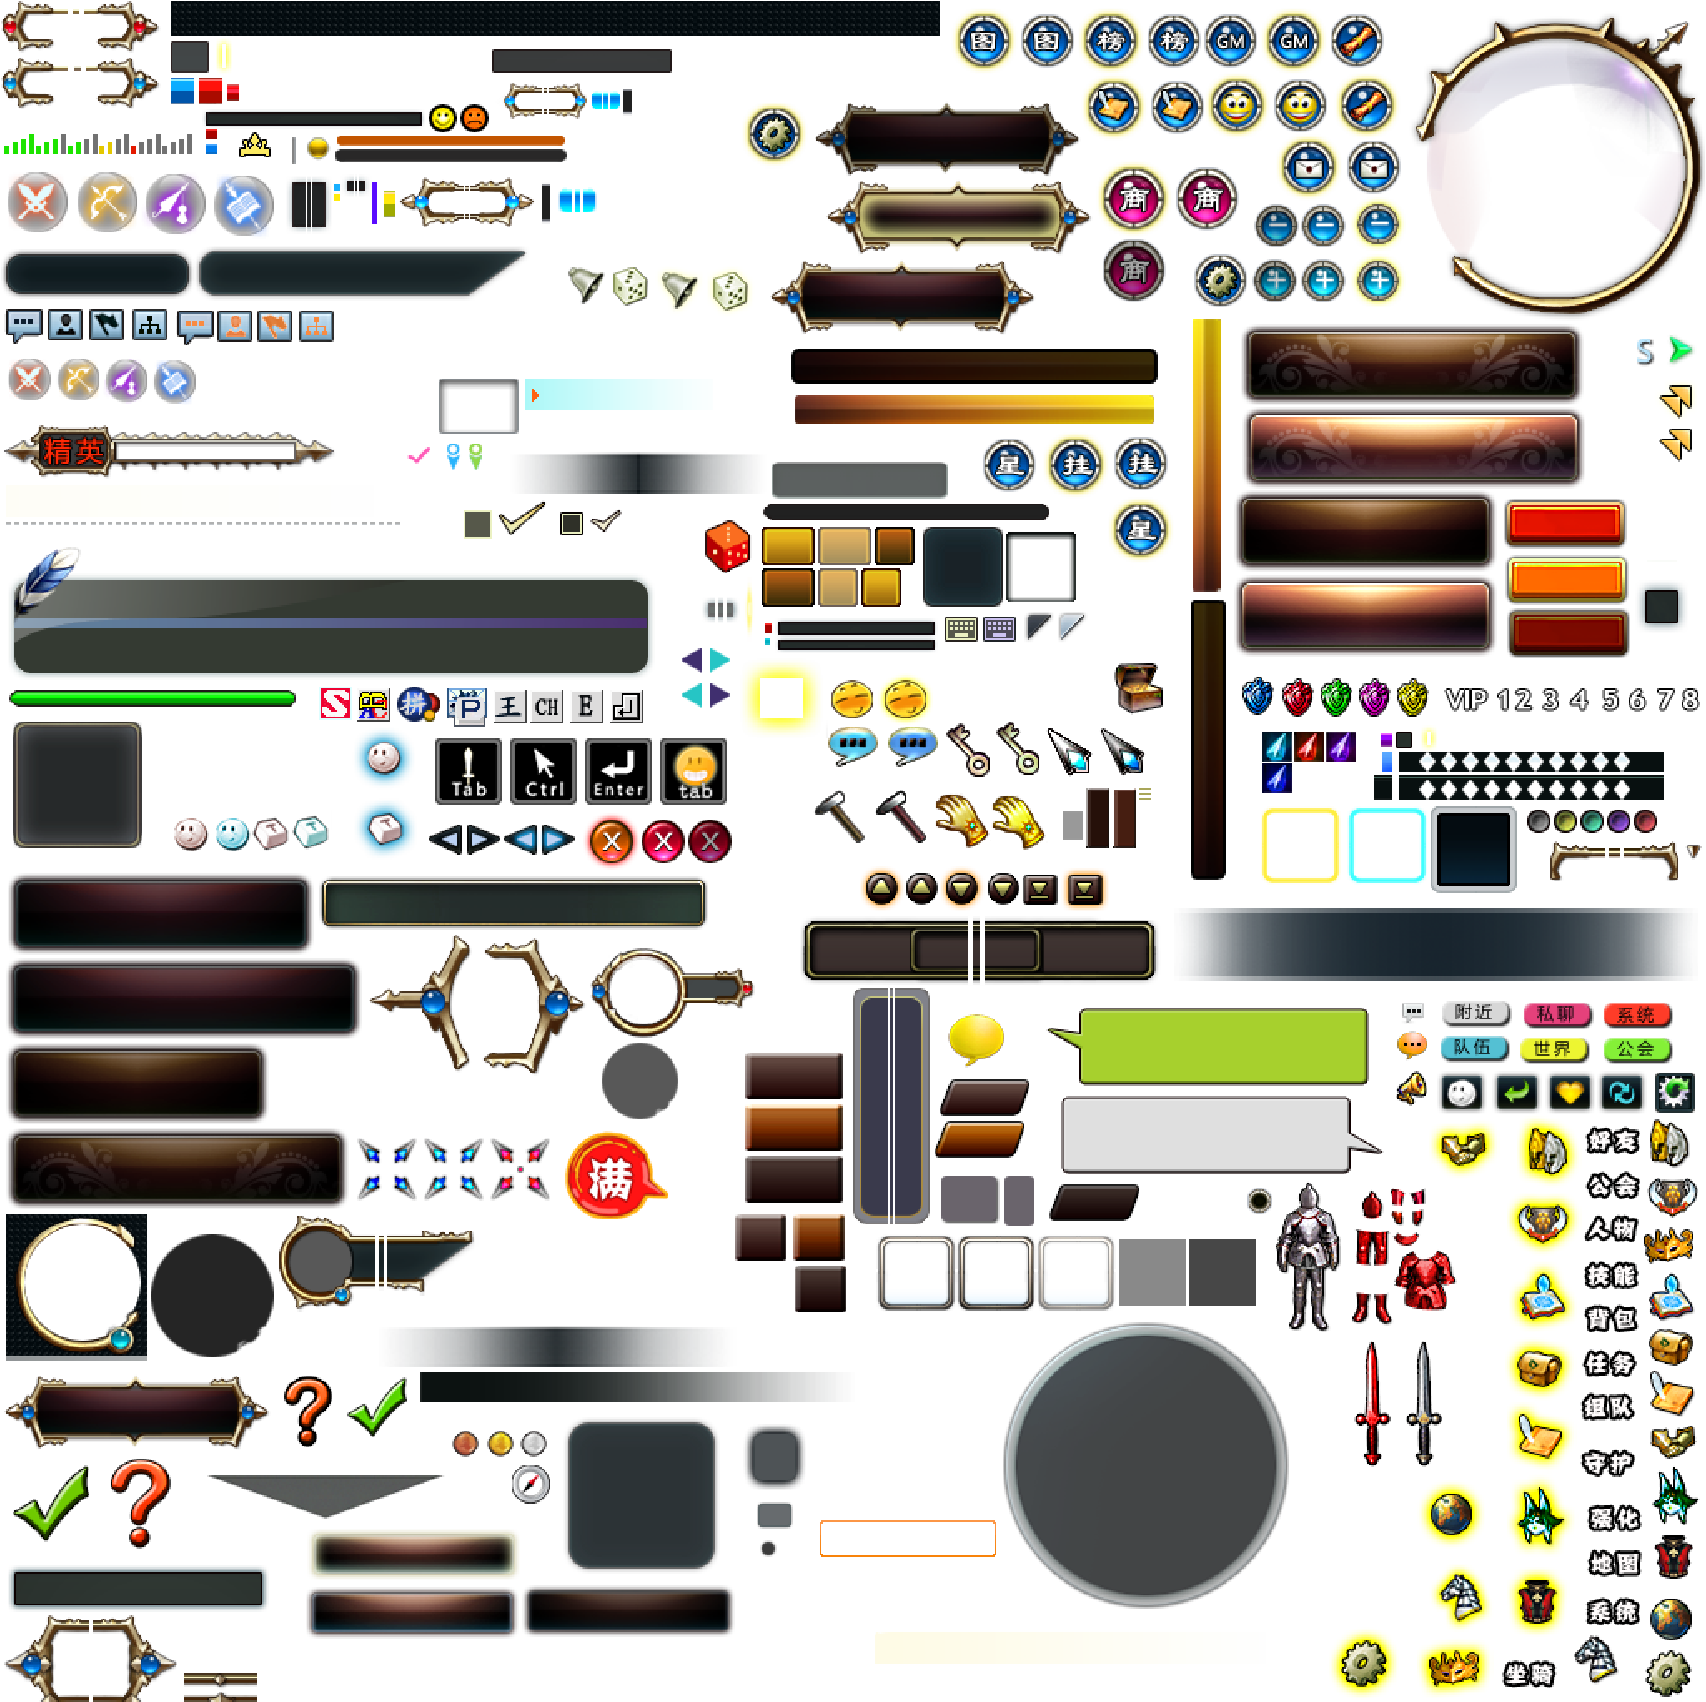 图 图 榜 榜 GM GM
商 商
商
精英
S
星 挂 挂
星
S 拼 P 王 CH E
VIP 1 2 3 4 5 6 7 8
Tab Ctrl Enter tab
T T T
X X X
附近 私聊 系统
队伍 世界 公会
满
好友
公会
人物
技能
背包
任务
组队
守护
强化
地图
系统
坐骑